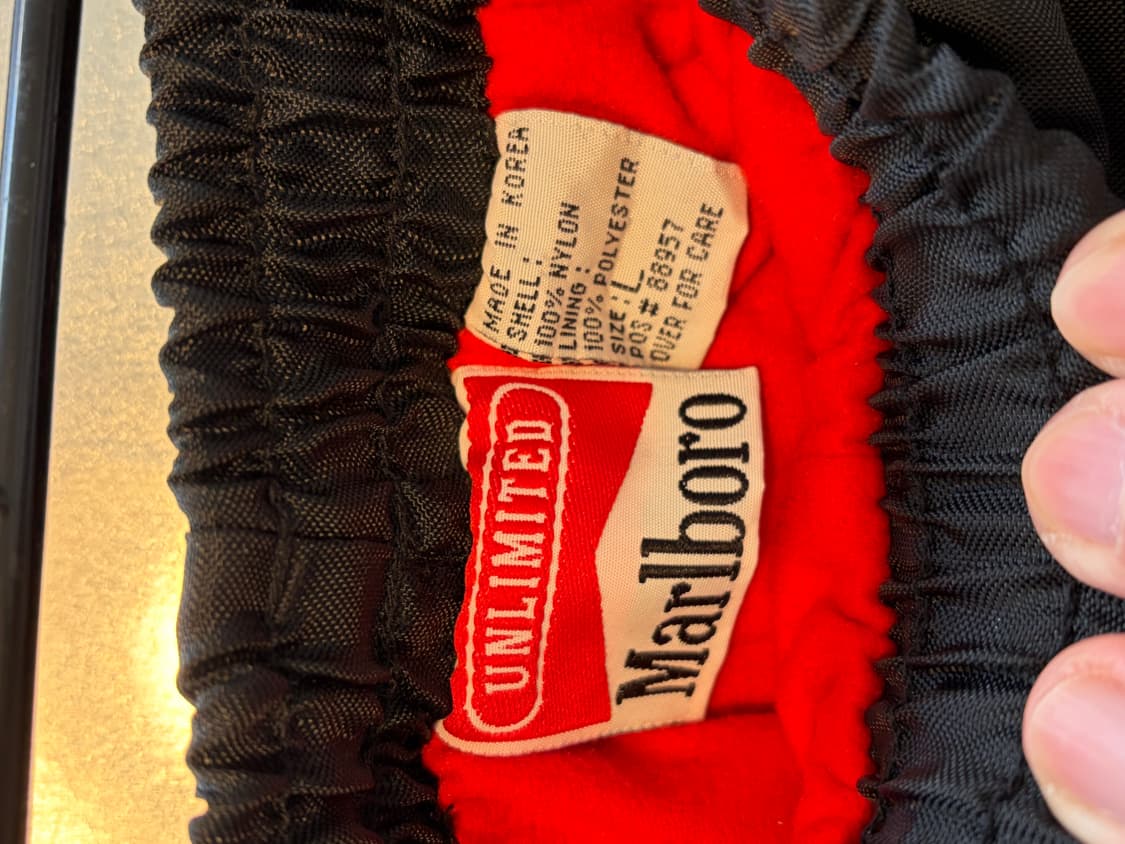 MADE IN KOREA
SHELL :
100% NYLON
LINING :
100% POLYESTER
SIZE : L
POS # 88957
OVER FOR CARE
UNLIMITED
Marlboro